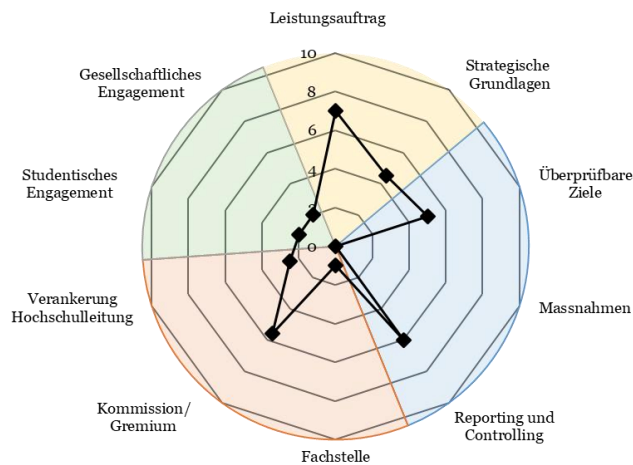 Leistungsauftrag
Strategische
Grundlagen
Überprüfbare
Ziele
Massnahmen
Reporting und
Controlling
Fachstelle
Kommission/
Gremium
Verankerung
Hochschulleitung
Studentisches
Engagement
Gesellschaftliches
Engagement
10
8
6
4
2
0